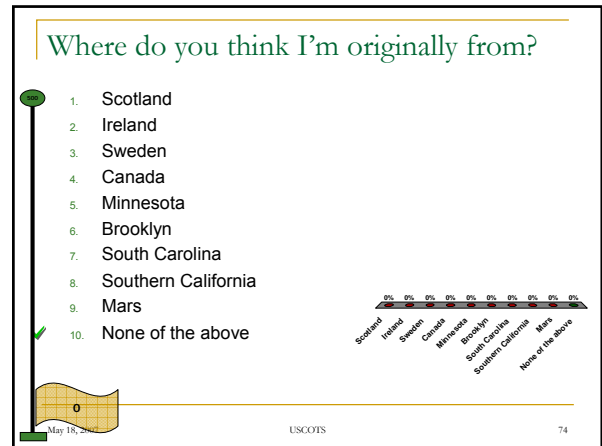 Where do you think I'm originally from?
500
1. Scotland
2. Ireland
3. Sweden
4. Canada
5. Minnesota
6. Brooklyn
7. South Carolina
8. Southern California
9. Mars
10. None of the above
0% 0% 0% 0% 0% 0% 0% 0% 0% 0%
Scotland
Ireland
Sweden
Canada
Minnesota
Brooklyn
South Carolina
Southern California
Mars
None of the above
0
May 18, 2007 USCOTS 74